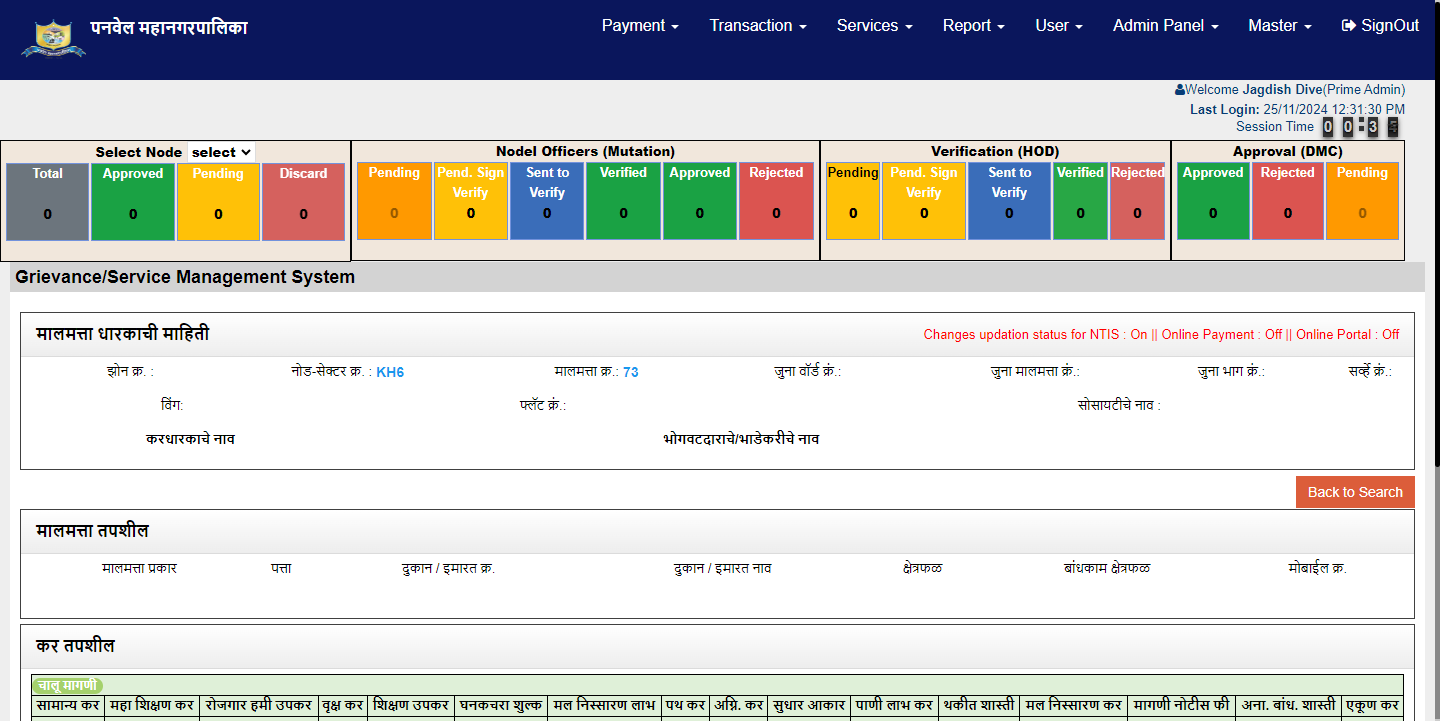 पनवेल महानगरपालिका
Payment Transaction Services Report User Admin Panel Master SignOut
Welcome Jagdish Dive(Prime Admin)
Last Login: 25/11/2024 12:31:30 PM
Session Time 0 0 : 3
Select Node select
Nodel Officers (Mutation)
Verification (HOD)
Approval (DMC)
Total Approved Pending Discard
0 0 0 0
Pending Pend. Sign Verify Sent to Verify Verified Approved Rejected
0 0 0 0 0 0
Pending Pend. Sign Verify Sent to Verify Verified Rejected
0 0 0 0 0
Approved Rejected Pending
0 0 0
Grievance/Service Management System
मालमत्ता धारकाची माहिती
Changes updation status for NTIS : On || Online Payment : Off || Online Portal : Off
झोन क्र. : नोड-सेक्टर क्र. : KH6 मालमत्ता क्र.: 73 जुना वॉर्ड क्रं.: जुना मालमत्ता क्रं.: जुना भाग क्रं.: सर्व्हे क्रं.:
विंग: फ्लॅट क्रं.: सोसायटीचे नाव :
करधारकाचे नाव भोगवटदाराचे/भाडेकरीचे नाव
Back to Search
मालमत्ता तपशील
मालमत्ता प्रकार पत्ता दुकान / इमारत क्र. दुकान / इमारत नाव क्षेत्रफळ बांधकाम क्षेत्रफळ मोबाईल क्र.
कर तपशील
चालू मागणी
सामान्य कर महा शिक्षण कर रोजगार हमी उपकर वृक्ष कर शिक्षण उपकर घनकचरा शुल्क मल निस्सारण लाभ पथ कर अग्नि. कर सुधार आकार पाणी लाभ कर थकीत शास्ती मल निस्सारण कर मागणी नोटीस फी अना. बांध. शास्ती एकूण कर